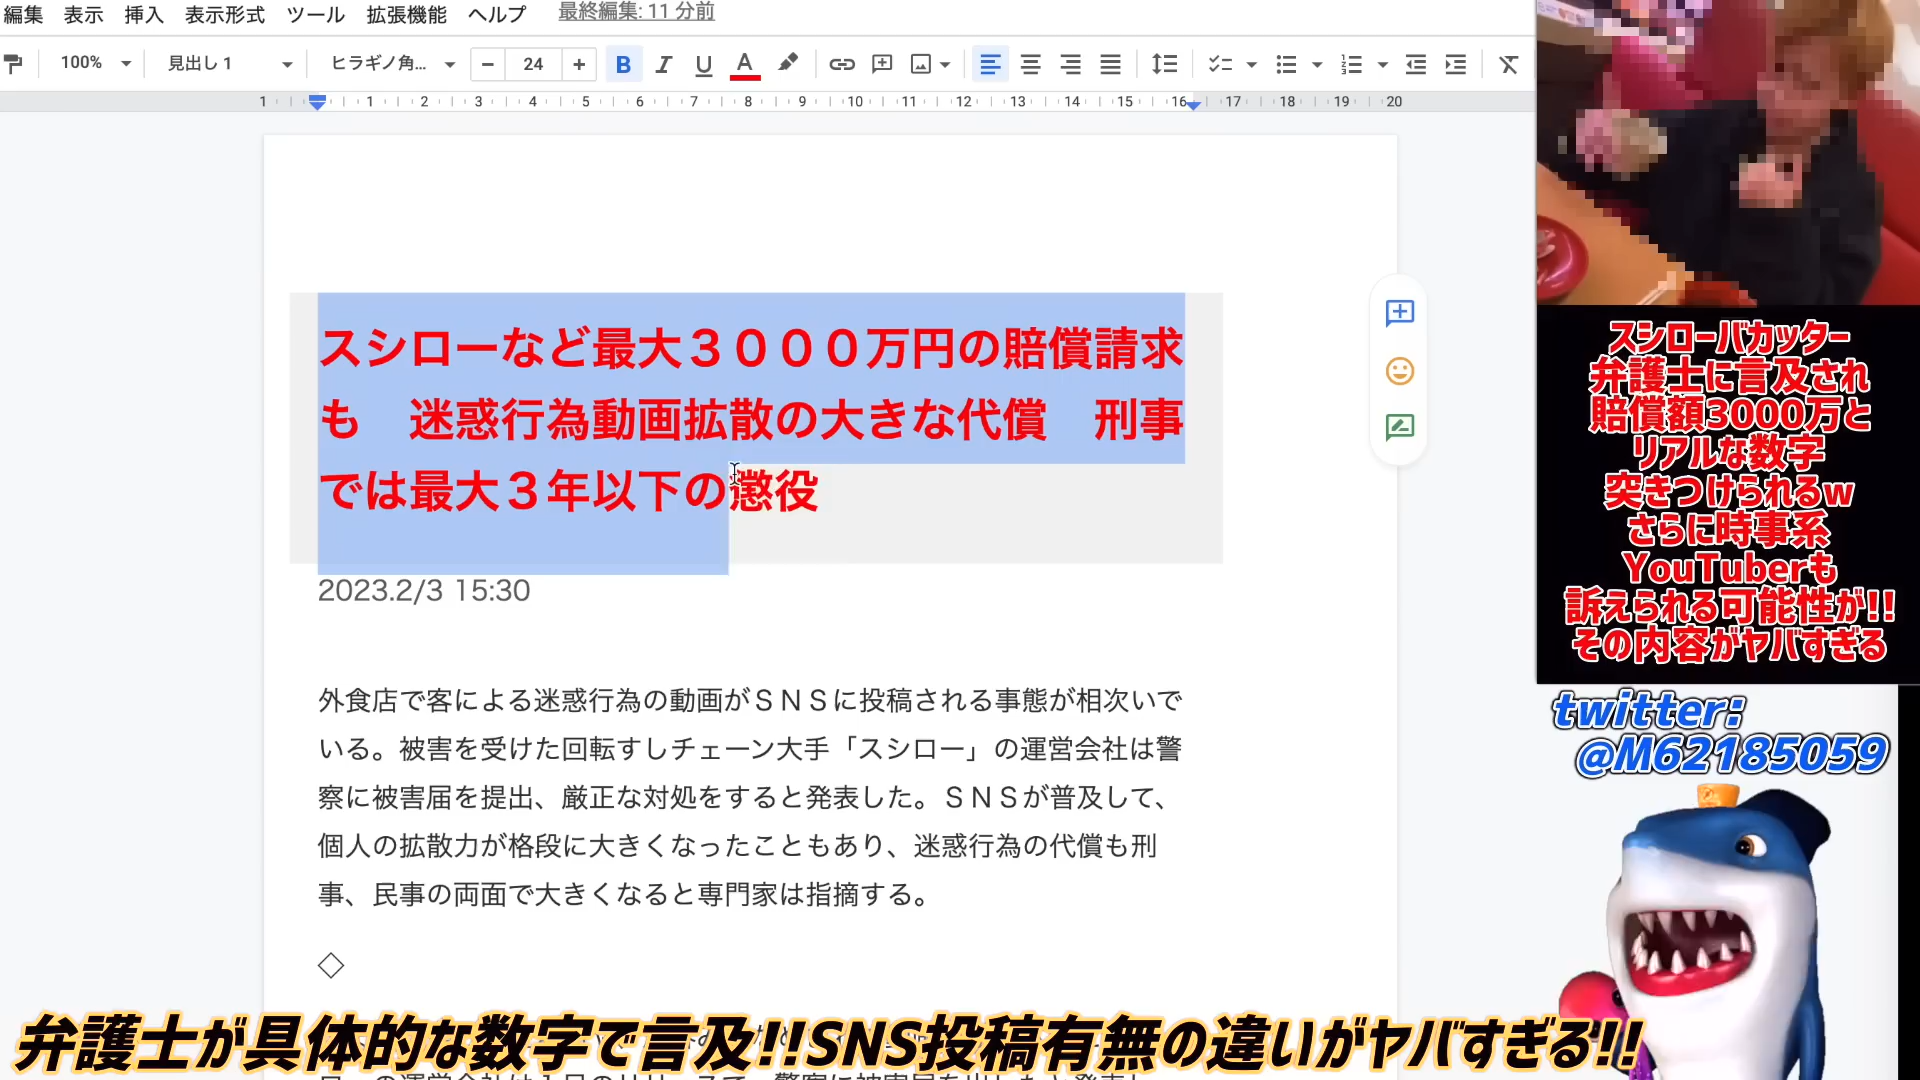 編集 表示 挿入 表示形式 ツール 拡張機能 ヘルプ 最終編集: 11 分前
100% 見出し 1 ヒラギノ角... − 24 + B I U A
1 1 2 3 4 5 6 7 8 9 10 11 12 13 14 15 16 17 18 19 20
スシローなど最大３０００万円の賠償請求
も　迷惑行為動画拡散の大きな代償　刑事
では最大３年以下の懲役
2023.2/3 15:30
外食店で客による迷惑行為の動画がＳＮＳに投稿される事態が相次いで
いる。被害を受けた回転すしチェーン大手「スシロー」の運営会社は警
察に被害届を提出、厳正な対処をすると発表した。ＳＮＳが普及して、
個人の拡散力が格段に大きくなったこともあり、迷惑行為の代償も刑
事、民事の両面で大きくなると専門家は指摘する。
◇
スシローバカッター
弁護士に言及され
賠償額3000万と
リアルな数字
突きつけられるw
さらに時事系
YouTuberも
訴えられる可能性が!!
その内容がヤバすぎる
twitter:
@M62185059
弁護士が具体的な数字で言及!!SNS投稿有無の違いがヤバすぎる!!